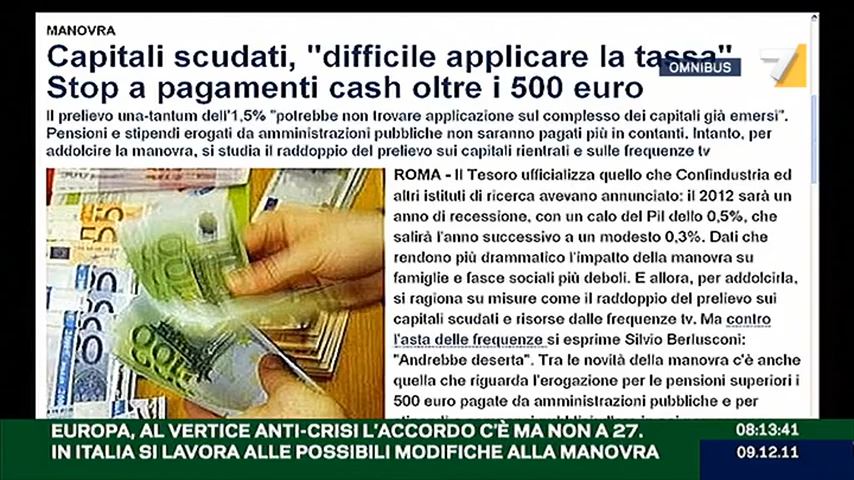 MANOVRA
Capitali scudati, "difficile applicare la tassa"
Stop a pagamenti cash oltre i 500 euro
OMNIBUS
7
Il prelievo una-tantum dell'1,5% "potrebbe non trovare applicazione sul complesso dei capitali già emersi".
Pensioni e stipendi erogati da amministrazioni pubbliche non saranno pagati più in contanti. Intanto, per
addolcire la manovra, si studia il raddoppio del prelievo sui capitali rientrati e sulle frequenze tv
ROMA - Il Tesoro ufficializza quello che Confindustria ed
altri istituti di ricerca avevano annunciato: il 2012 sarà un
anno di recessione, con un calo del Pil dello 0,5%, che
salirà l'anno successivo a un modesto 0,3%. Dati che
rendono più drammatico l'impatto della manovra su
famiglie e fasce sociali più deboli. E allora, per addolcirla,
si ragiona su misure come il raddoppio del prelievo sui
capitali scudati e risorse dalle frequenze tv. Ma contro
l'asta delle frequenze si esprime Silvio Berlusconi:
"Andrebbe deserta". Tra le novità della manovra c'è anche
quella che riguarda l'erogazione per le pensioni superiori i
500 euro pagate da amministrazioni pubbliche e per
EUROPA, AL VERTICE ANTI-CRISI L'ACCORDO C'È MA NON A 27.
IN ITALIA SI LAVORA ALLE POSSIBILI MODIFICHE ALLA MANOVRA
08:13:41
09.12.11